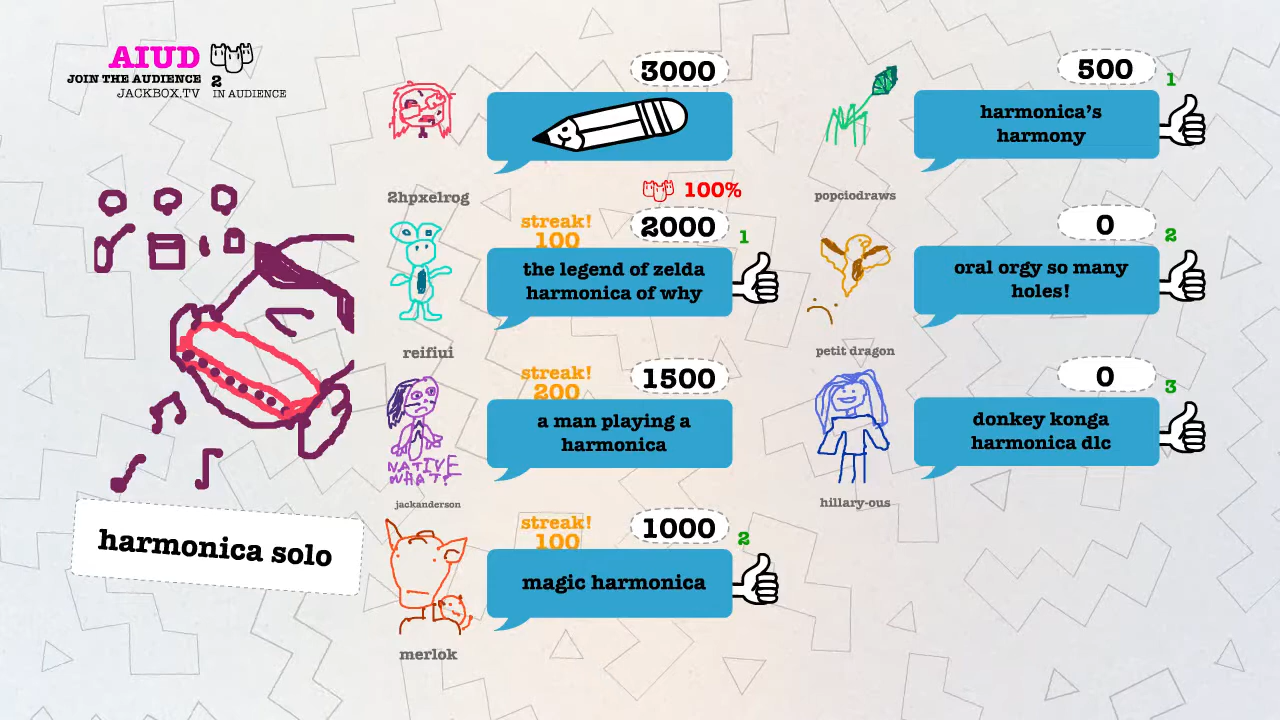 AIUD
JOIN THE AUDIENCE
JACKBOX.TV
2
IN AUDIENCE
harmonica solo
3000
2hpxelrog
100%
streak!
100
2000
1
the legend of zelda
harmonica of why
reifiui
streak!
200
1500
a man playing a
harmonica
NATIVE
WHAT?
jackanderson
streak!
100
1000
2
magic harmonica
merlok
500
1
harmonica's
harmony
popciodraws
0
2
oral orgy so many
holes!
petit dragon
0
3
donkey konga
harmonica dlc
hillary-ous